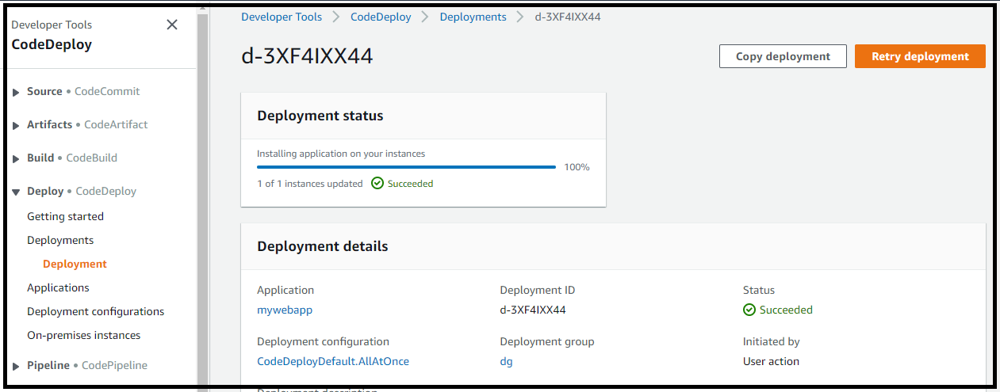 Developer Tools
CodeDeploy
Source • CodeCommit
Artifacts • CodeArtifact
Build • CodeBuild
Deploy • CodeDeploy
Getting started
Deployments
Deployment
Applications
Deployment configurations
On-premises instances
Pipeline • CodePipeline
Developer Tools > CodeDeploy > Deployments > d-3XF4IXX44
d-3XF4IXX44
Copy deployment
Retry deployment
Deployment status
Installing application on your instances
100%
1 of 1 instances updated Succeeded
Deployment details
Application Deployment ID Status
mywebapp d-3XF4IXX44 Succeeded
Deployment configuration Deployment group Initiated by
CodeDeployDefault.AllAtOnce dg User action
Deployment description